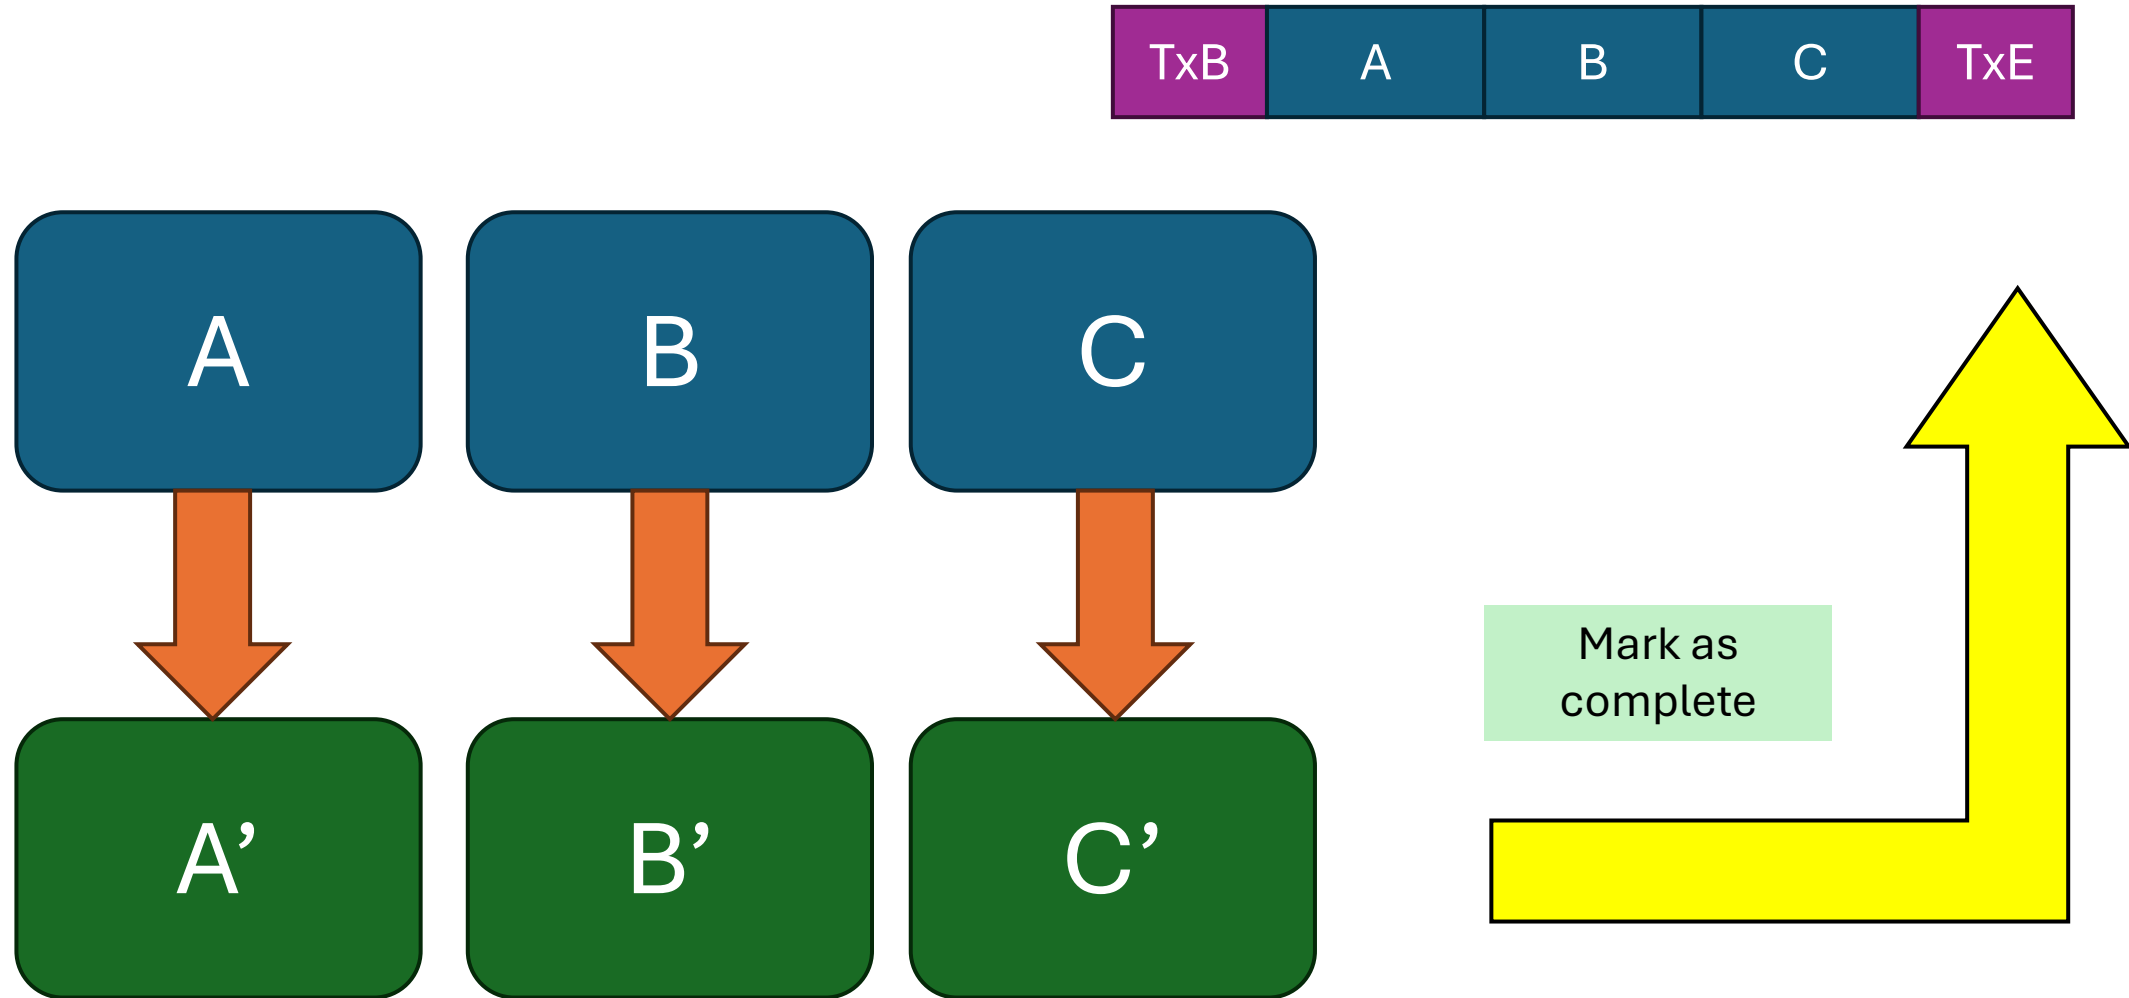 TxB A B C TxE
A B C
Mark as
complete
A’ B’ C’